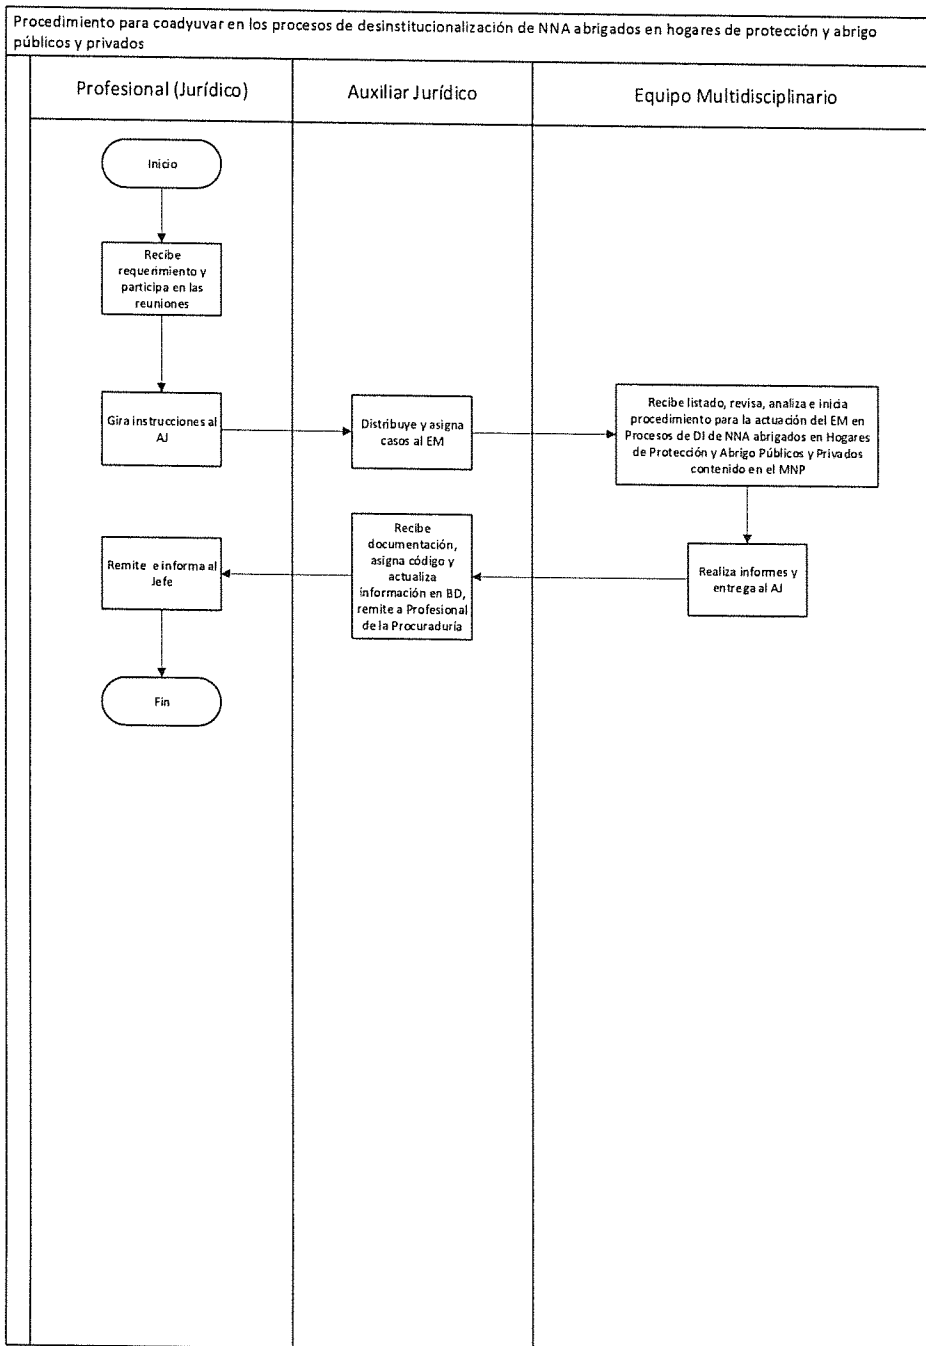 Procedimiento para coadyuvar en los procesos de desinstitucionalización de NNA abrigados en hogares de protección y abrigo
públicos y privados
Profesional (Jurídico)
Auxiliar Jurídico
Equipo Multidisciplinario
Inicio
Recibe
requerimiento y
participa en las
reuniones
Gira instrucciones al
AJ
Distribuye y asigna
casos al EM
Recibe listado, revisa, analiza e inicia
procedimiento para la actuación del EM en
Procesos de DI de NNA abrigados en Hogares
de Protección y Abrigo Públicos y Privados
contenido en el MNP
Realiza informes y
entrega al AJ
Recibe
documentación,
asigna código y
actualiza
información en BD,
remite a Profesional
de la Procuraduría
Remite e informa al
Jefe
Fin